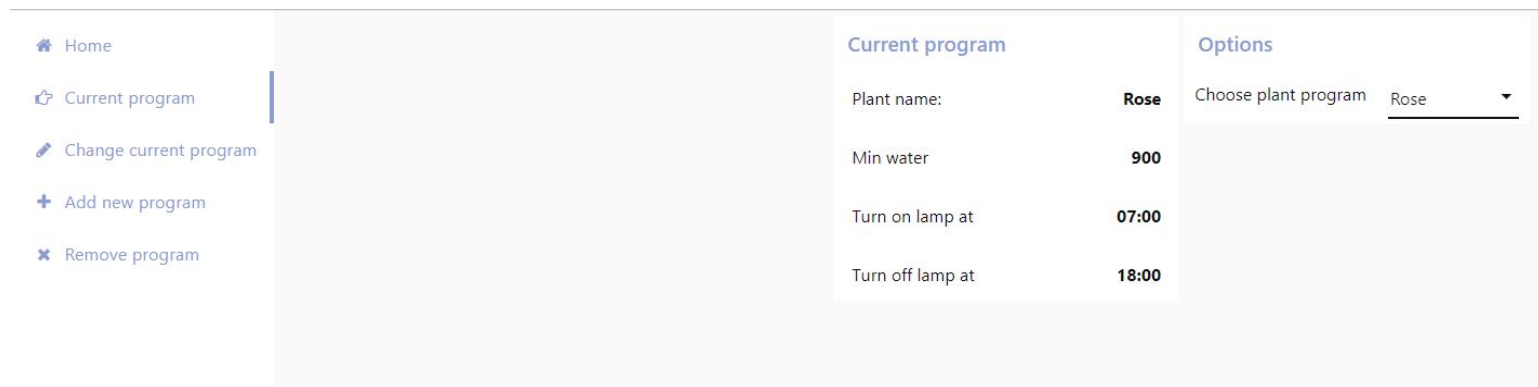 Home
Current program
Change current program
Add new program
Remove program
Current program
Plant name: Rose
Min water 900
Turn on lamp at 07:00
Turn off lamp at 18:00
Options
Choose plant program Rose